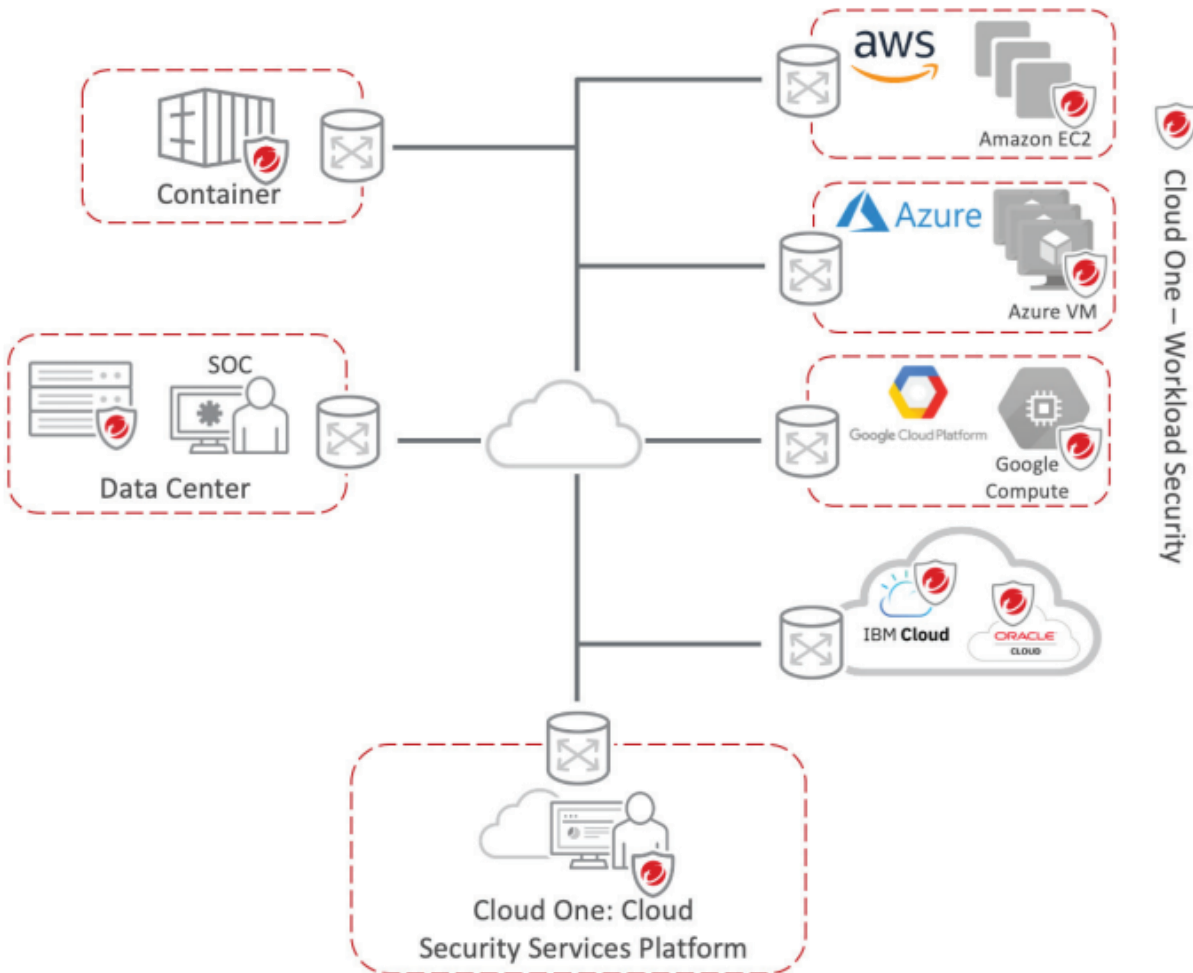 aws
Amazon EC2
Container
Azure
Azure VM
SOC
Data Center
Google Cloud Platform
Google
Compute
IBM Cloud
ORACLE
CLOUD
Cloud One: Cloud
Security Services Platform
Cloud One – Workload Security